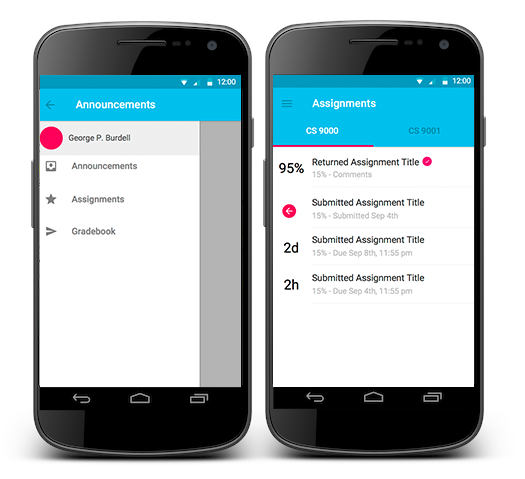 12:00
Announcements
George P. Burdell
Announcements
Assignments
Gradebook
12:00
Assignments
CS 9000 CS 9001
95% Returned Assignment Title
15% - Comments
Submitted Assignment Title
15% - Submitted Sep 4th
2d Submitted Assignment Title
15% - Due Sep 8th, 11:55 pm
2h Submitted Assignment Title
15% - Due Sep 4th, 11:55 pm